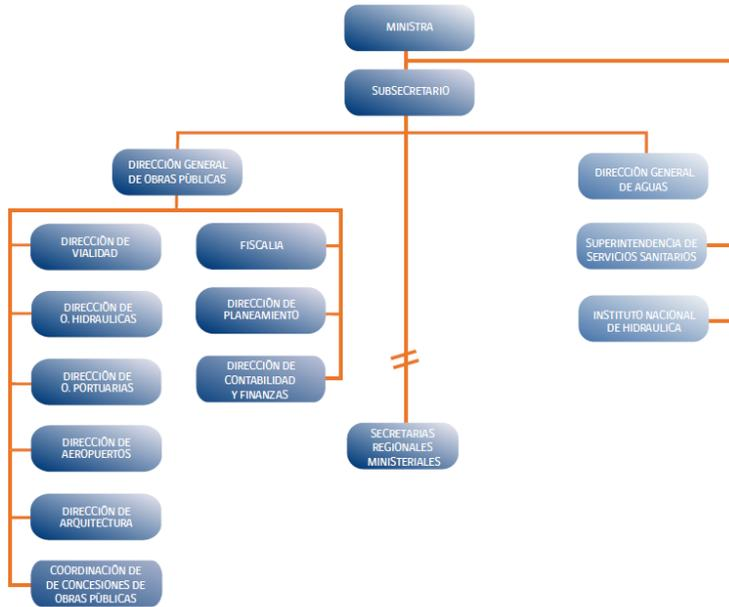 MINISTRA
SUBSECRETARIO
DIRECCIÓN GENERAL
DE OBRAS PÚBLICAS
DIRECCIÓN GENERAL
DE AGUAS
DIRECCIÓN DE
VIALIDAD
FISCALIA
SUPERINTENDENCIA DE
SERVICIOS SANITARIOS
DIRECCIÓN DE
O. HIDRAULICAS
DIRECCIÓN DE
PLANEAMIENTO
INSTITUTO NACIONAL
DE HIDRAULICA
DIRECCIÓN DE
O. PORTUARIAS
DIRECCIÓN DE
CONTABILIDAD
Y FINANZAS
DIRECCIÓN DE
AEROPUERTOS
SECRETARIAS
REGIONALES
MINISTERIALES
DIRECCIÓN DE
ARQUITECTURA
COORDINACIÓN DE
DE CONCESIONES DE
OBRAS PÚBLICAS